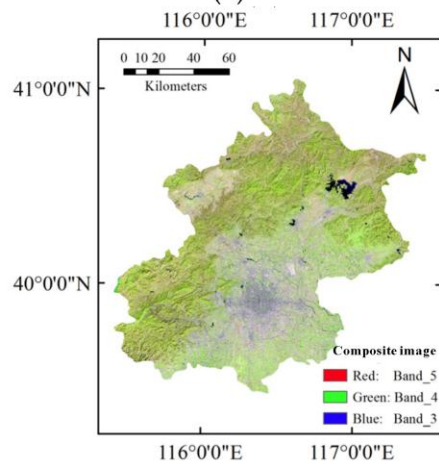 116°0'0"E 117°0'0"E
0 10 20 40 60
Kilometers
N
41°0'0"N
40°0'0"N
Composite image
Red: Band_5
Green: Band_4
Blue: Band_3
116°0'0"E 117°0'0"E